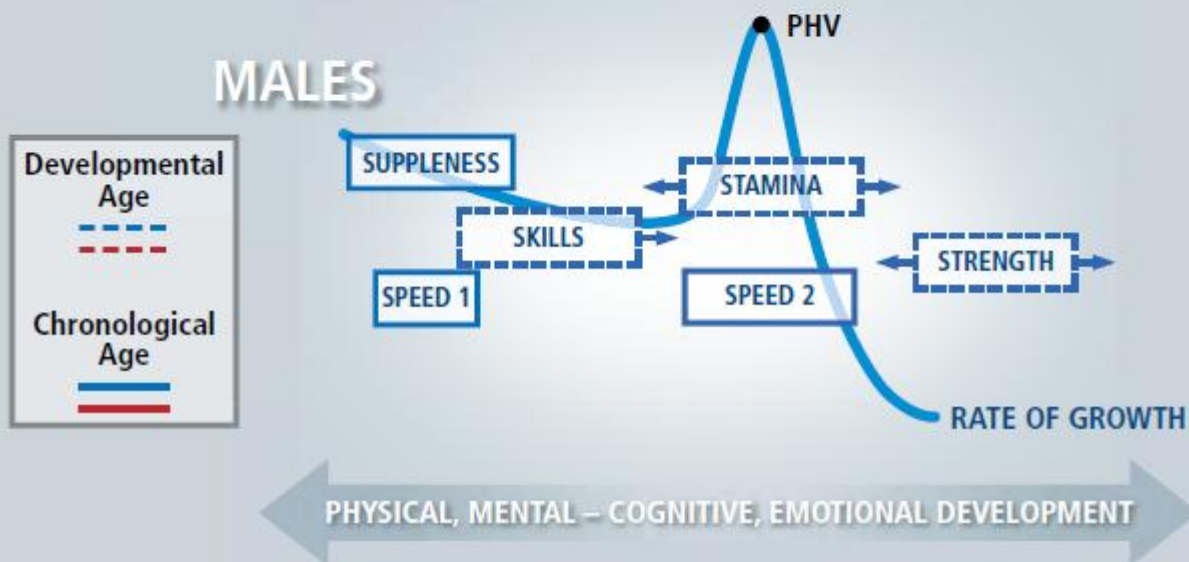 PHV
MALES
Developmental
Age
Chronological
Age
SUPPLENESS
SKILLS
SPEED 1
STAMINA
SPEED 2
STRENGTH
RATE OF GROWTH
PHYSICAL, MENTAL – COGNITIVE, EMOTIONAL DEVELOPMENT